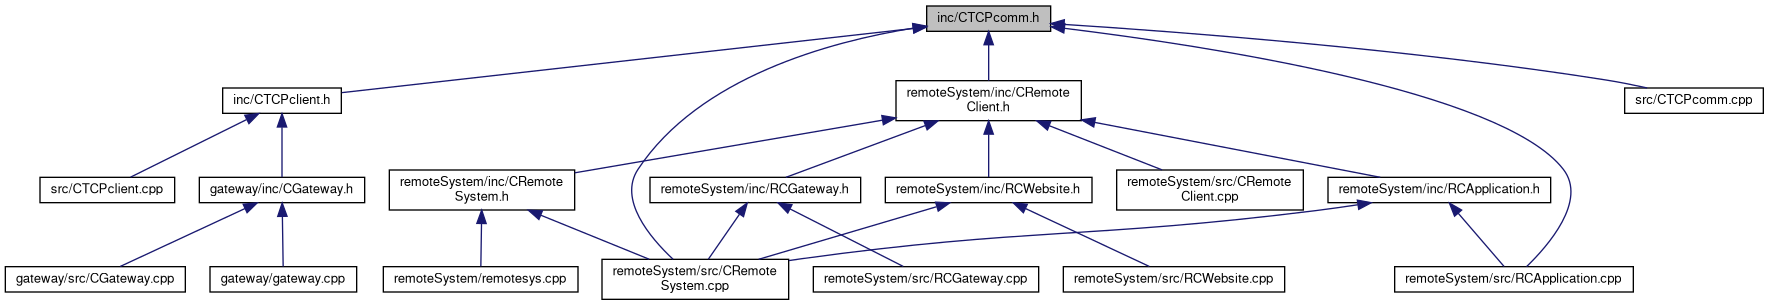 inc/CTCPcomm.h
inc/CTCPclient.h
remoteSystem/inc/CRemote
Client.h
src/CTCPcomm.cpp
src/CTCPclient.cpp
gateway/inc/CGateway.h
remoteSystem/inc/CRemote
System.h
remoteSystem/inc/RCGateway.h
remoteSystem/inc/RCWebsite.h
remoteSystem/src/CRemote
Client.cpp
remoteSystem/inc/RCApplication.h
gateway/src/CGateway.cpp
gateway/gateway.cpp
remoteSystem/remotesys.cpp
remoteSystem/src/CRemote
System.cpp
remoteSystem/src/RCGateway.cpp
remoteSystem/src/RCWebsite.cpp
remoteSystem/src/RCApplication.cpp